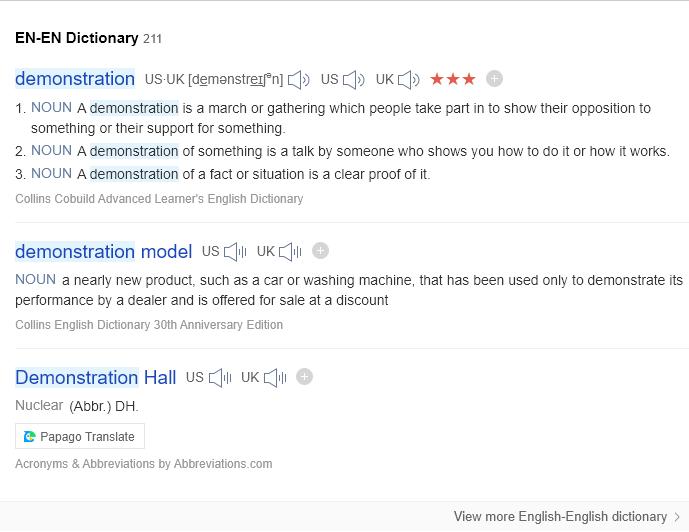 EN-EN Dictionary 211
demonstration US·UK [demənstreɪʃᵊn] US UK ★★★
1. NOUN A demonstration is a march or gathering which people take part in to show their opposition to
something or their support for something.
2. NOUN A demonstration of something is a talk by someone who shows you how to do it or how it works.
3. NOUN A demonstration of a fact or situation is a clear proof of it.
Collins Cobuild Advanced Learner's English Dictionary
demonstration model US UK
NOUN a nearly new product, such as a car or washing machine, that has been used only to demonstrate its
performance by a dealer and is offered for sale at a discount
Collins English Dictionary 30th Anniversary Edition
Demonstration Hall US UK
Nuclear (Abbr.) DH.
Papago Translate
Acronyms & Abbreviations by Abbreviations.com
View more English-English dictionary >